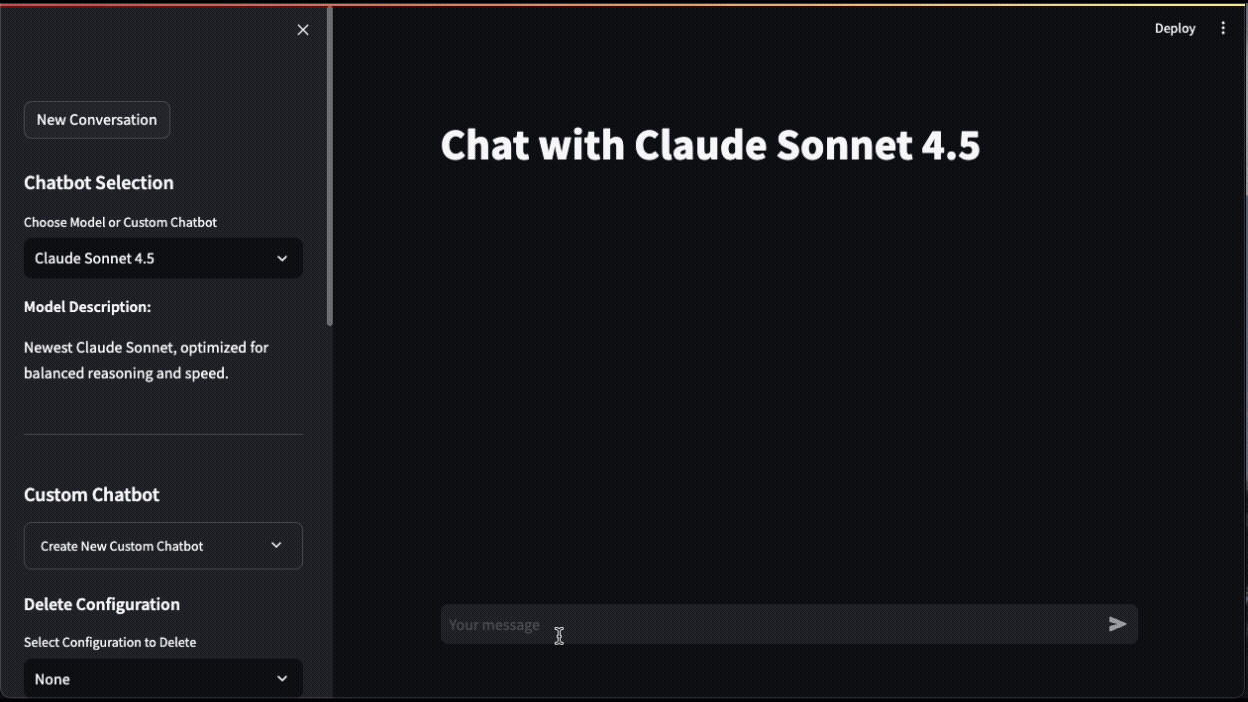 Deploy
New Conversation
Chatbot Selection
Choose Model or Custom Chatbot
Claude Sonnet 4.5
Model Description:
Newest Claude Sonnet, optimized for
balanced reasoning and speed.
Custom Chatbot
Create New Custom Chatbot
Delete Configuration
Select Configuration to Delete
None
Chat with Claude Sonnet 4.5
Your message